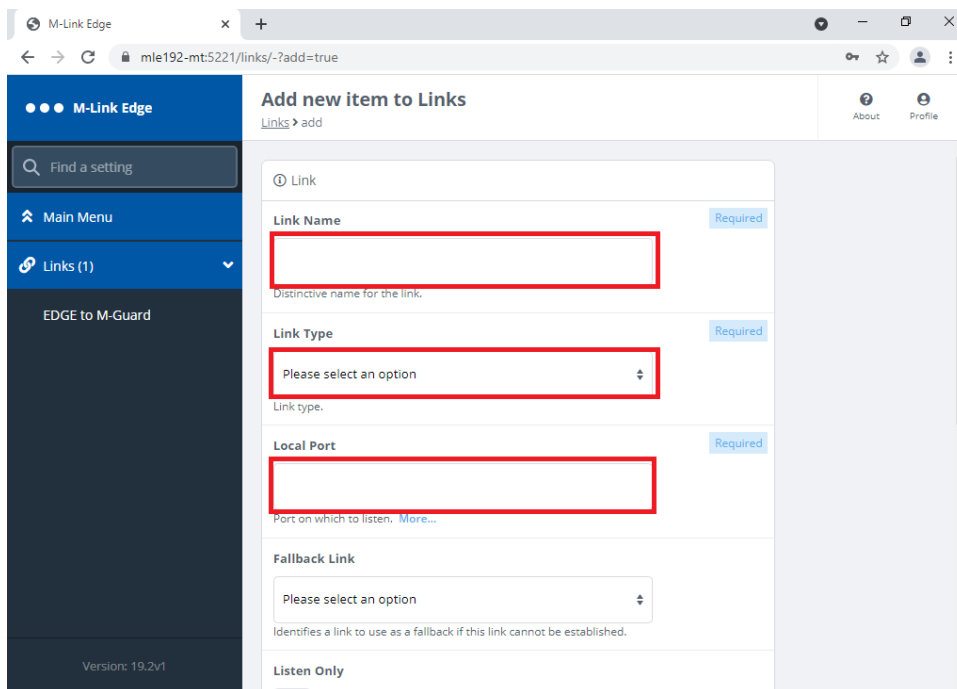 M-Link Edge
mle192-mt:5221/links/-?add=true
M-Link Edge
Find a setting
Main Menu
Links (1)
EDGE to M-Guard
Version: 19.2v1
Add new item to Links
Links > add
About
Profile
Link
Link Name
Required
Distinctive name for the link.
Link Type
Required
Please select an option
Link type.
Local Port
Required
Port on which to listen. More...
Fallback Link
Please select an option
Identifies a link to use as a fallback if this link cannot be established.
Listen Only